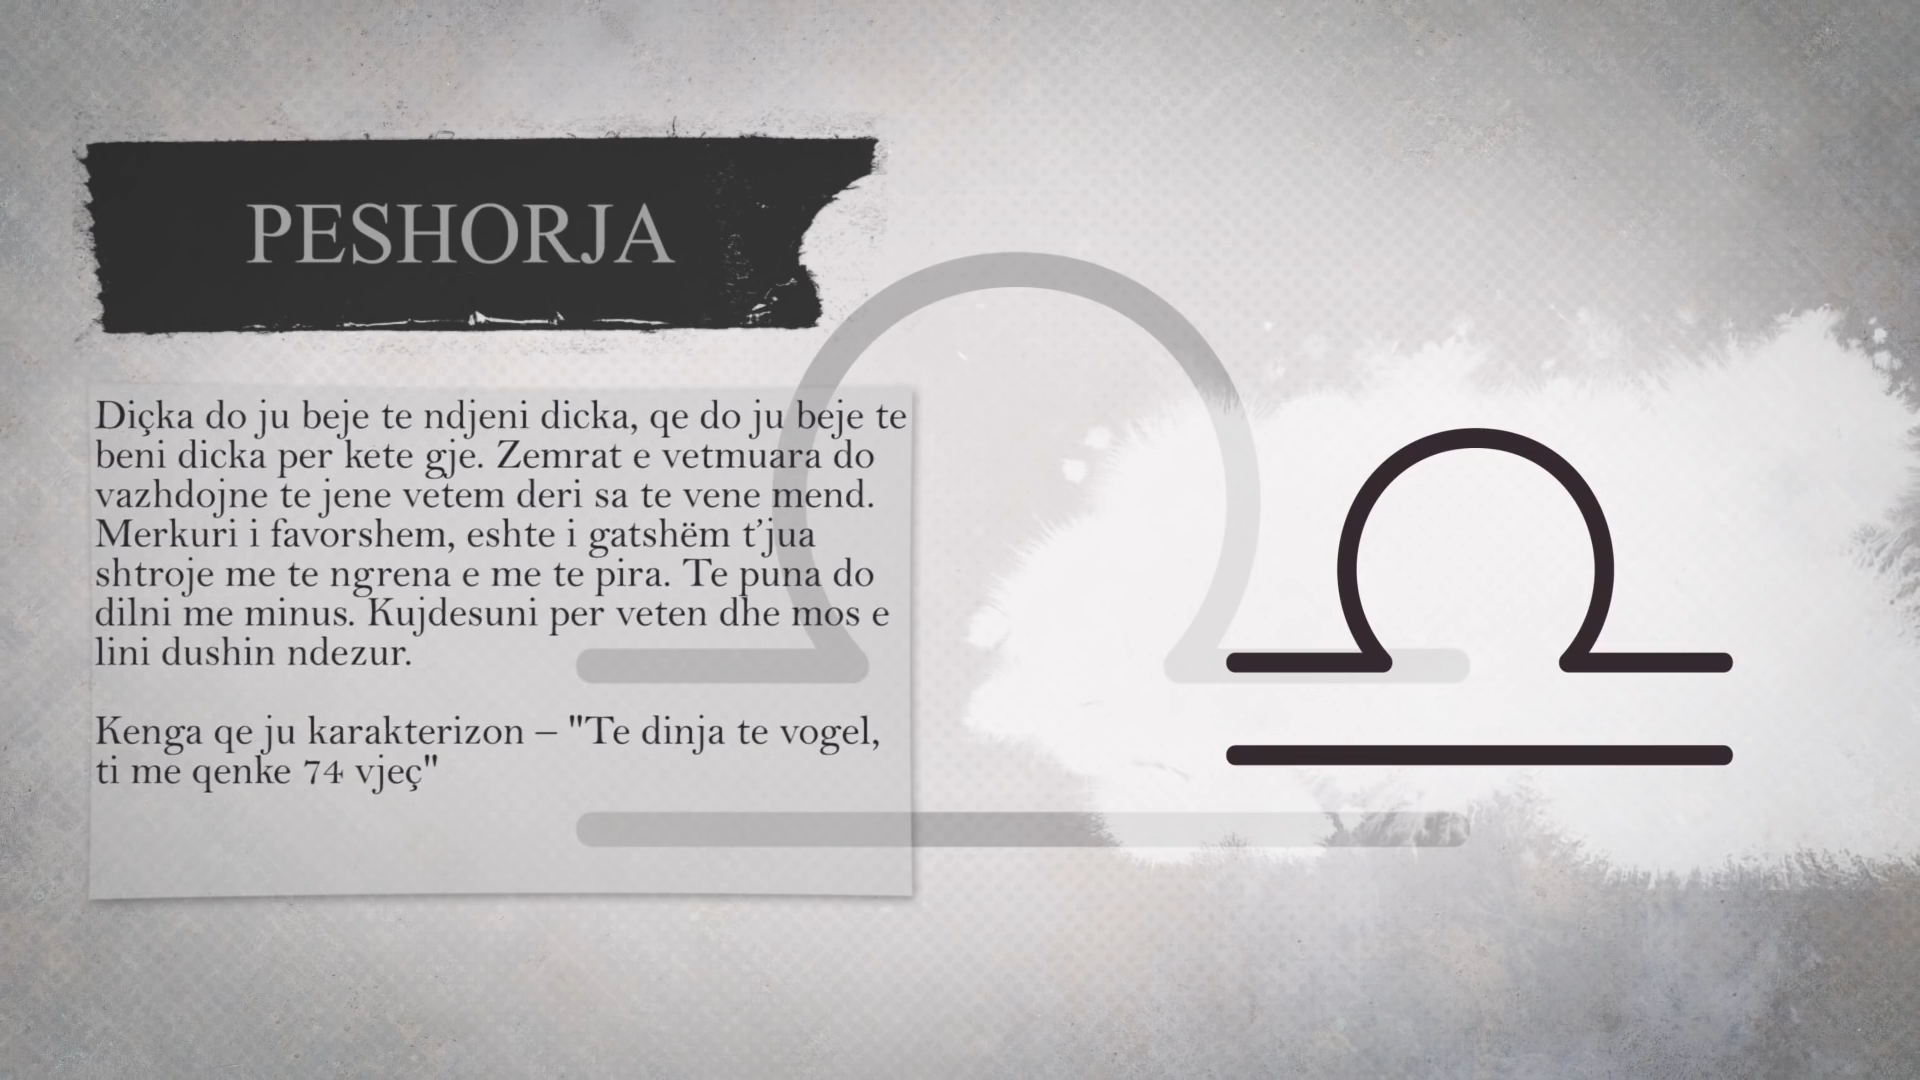 PESHORJA
Diçka do ju beje te ndjeni dicka, qe do ju beje te
beni dicka per kete gje. Zemrat e vetmuara do
vazhdojne te jene vetem deri sa te vene mend.
Merkuri i favorshem, eshte i gatshëm t'jua
shtroje me te ngrena e me te pira. Te puna do
dilni me minus. Kujdesuni per veten dhe mos e
lini dushin ndezur.
Kenga qe ju karakterizon – "Te dinja te vogel,
ti me qenke 74 vjeç"